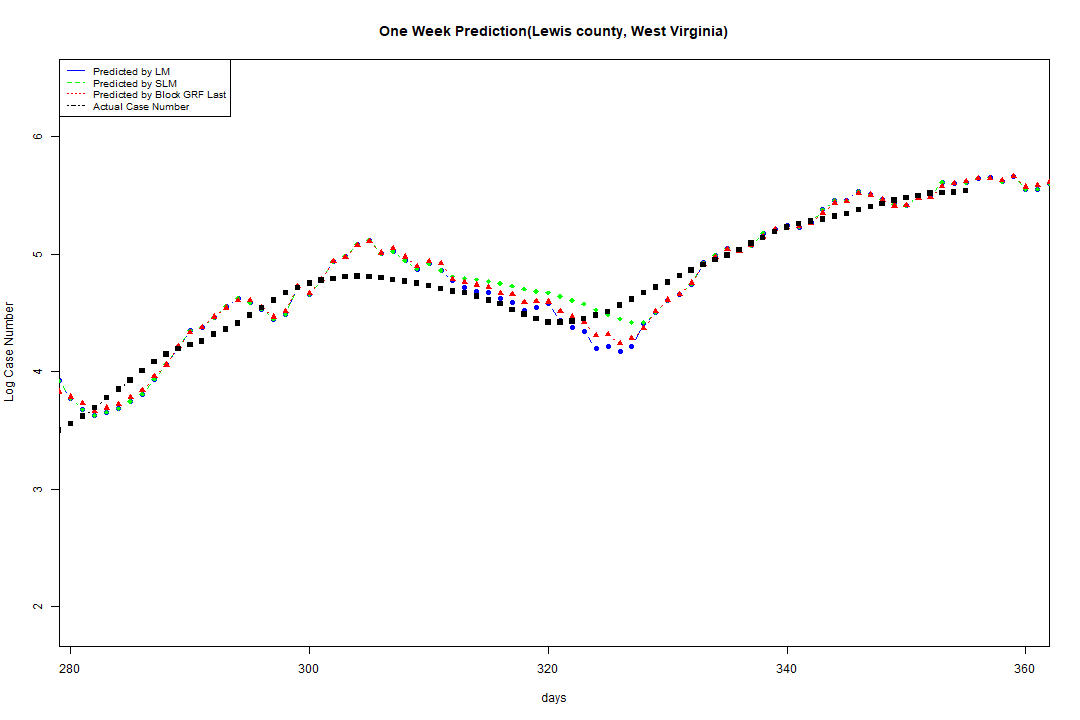 One Week Prediction(Lewis county, West Virginia)
Predicted by LM
Predicted by SLM
Predicted by Block GRF Last
Actual Case Number
6
5
4
3
2
Log Case Number
280 300 320 340 360
days